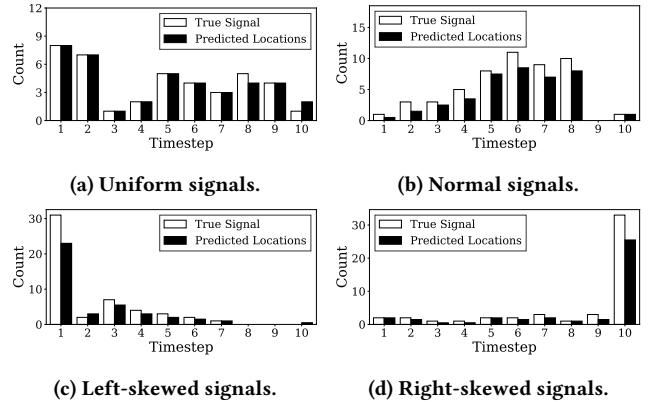 12
9
6
3
0
Count
True Signal
Predicted Locations
1 2 3 4 5 6 7 8 9 10
Timestep
(a) Uniform signals.
15
10
5
0
Count
True Signal
Predicted Locations
1 2 3 4 5 6 7 8 9 10
Timestep
(b) Normal signals.
30
20
10
0
Count
True Signal
Predicted Locations
1 2 3 4 5 6 7 8 9 10
Timestep
(c) Left-skewed signals.
30
20
10
0
Count
True Signal
Predicted Locations
1 2 3 4 5 6 7 8 9 10
Timestep
(d) Right-skewed signals.